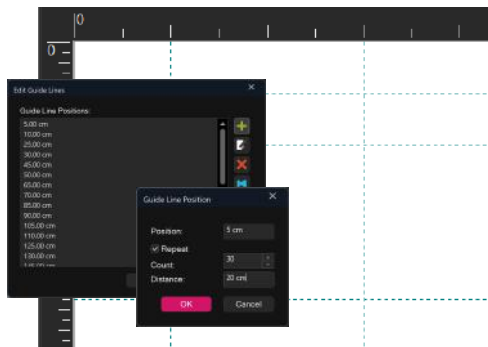 0
0
Edit Guide Lines
Guide Line Positions:
5.00 cm
10.00 cm
25.00 cm
30.00 cm
45.00 cm
50.00 cm
65.00 cm
70.00 cm
85.00 cm
90.00 cm
105.00 cm
110.00 cm
125.00 cm
130.00 cm
145.00 cm
Guide Line Position
Position: 5 cm
Repeat
Count: 30
Distance: 20 cm
OK Cancel